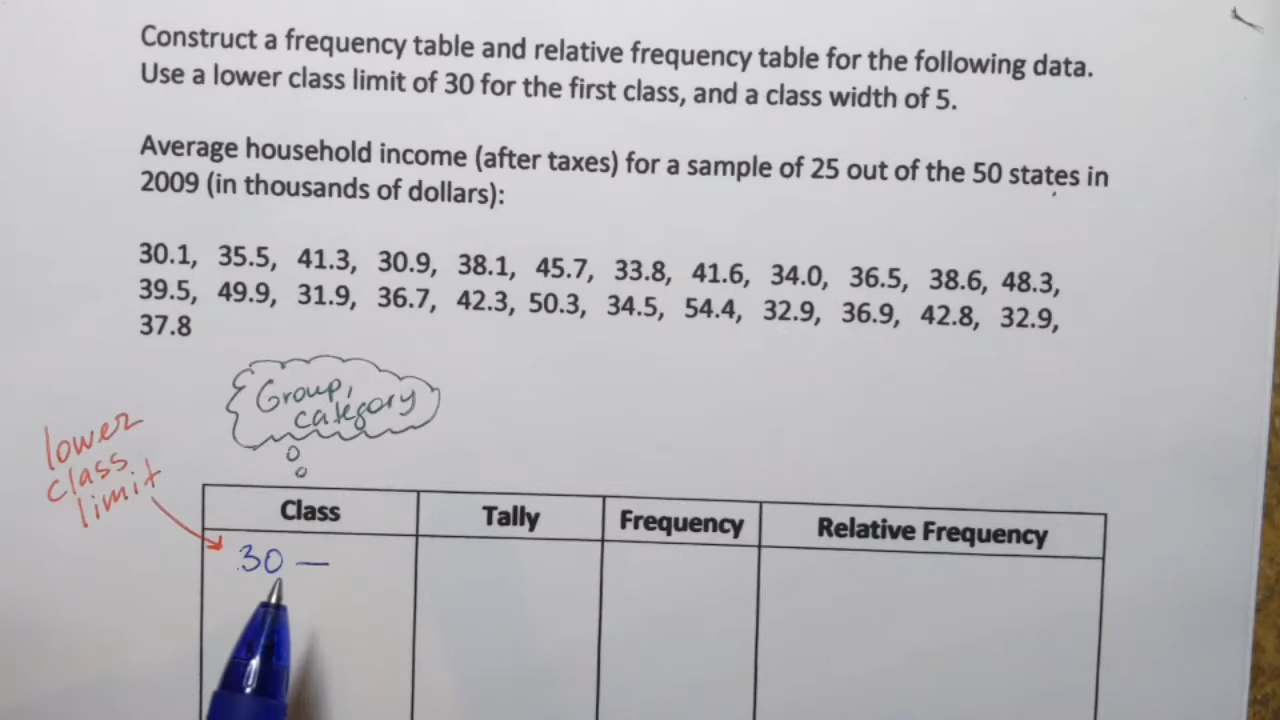 Construct a frequency table and relative frequency table for the following data.
Use a lower class limit of 30 for the first class, and a class width of 5.
Average household income (after taxes) for a sample of 25 out of the 50 states in
2009 (in thousands of dollars):
30.1, 35.5, 41.3, 30.9, 38.1, 45.7, 33.8, 41.6, 34.0, 36.5, 38.6, 48.3,
39.5, 49.9, 31.9, 36.7, 42.3, 50.3, 34.5, 54.4, 32.9, 36.9, 42.8, 32.9,
37.8
Group,
category
lower
class
limit
Class Tally Frequency Relative Frequency
30 —